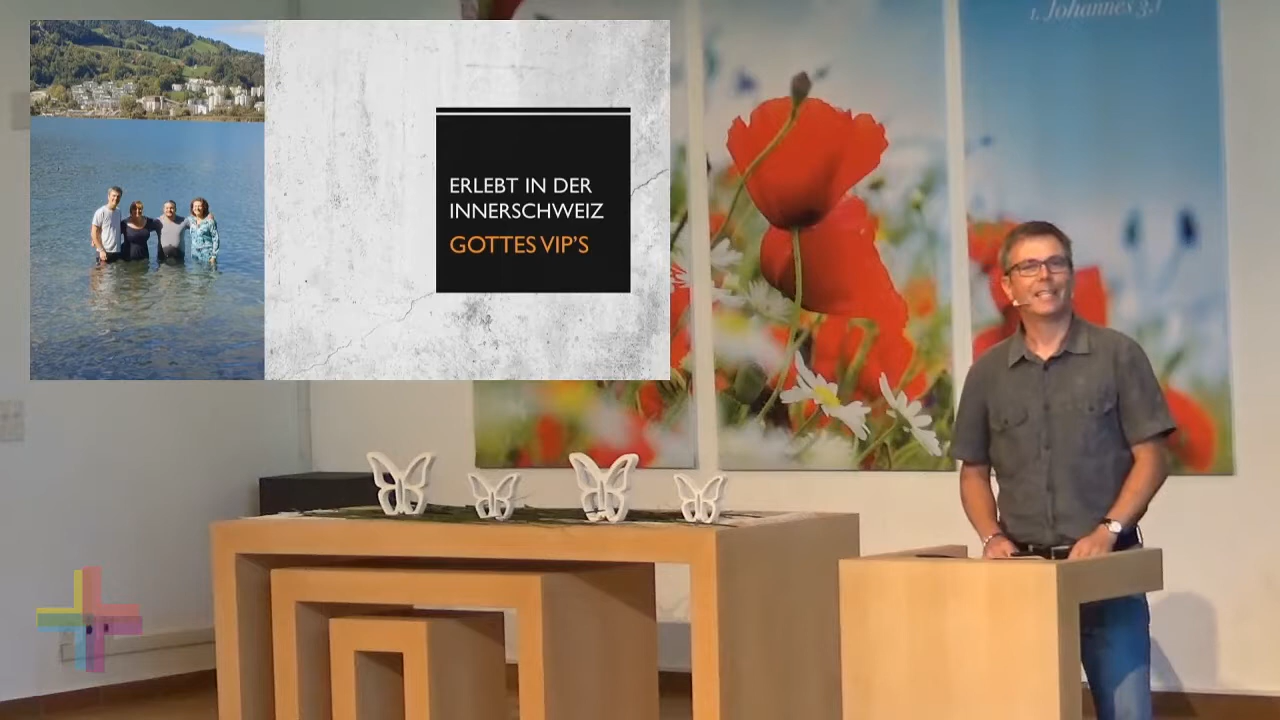 ERLEBT IN DER
INNERSCHWEIZ
GOTTES VIP'S
1. Johannes 3,1